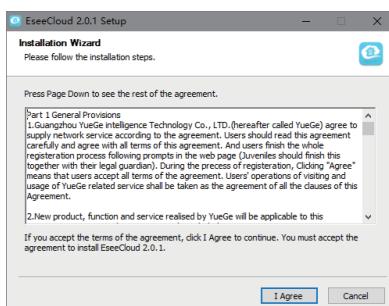 EseeCloud 2.0.1 Setup
Installation Wizard
Please follow the installation steps.
Press Page Down to see the rest of the agreement.
Part 1 General Provisions
1.Guangzhou YueGe intelligence Technology Co., LTD.(hereafter called YueGe) agree to
supply network service according to the agreement. Users should read this agreement
carefully and agree with all terms of this agreement. And users finish the whole
registeration process following prompts in the web page (Juveniles should finish this
together with their legal guardian). During the precess of registeration, Clicking "Agree"
means that users accept all terms of the agreement. Users' operations of visiting and
usage of YueGe related service shall be taken as the agreement of all the clauses of this
Agreement.
2.New product, function and service realised by YueGe will be applicable to this
If you accept the terms of the agreement, click I Agree to continue. You must accept the
agreement to install EseeCloud 2.0.1.
I Agree
Cancel